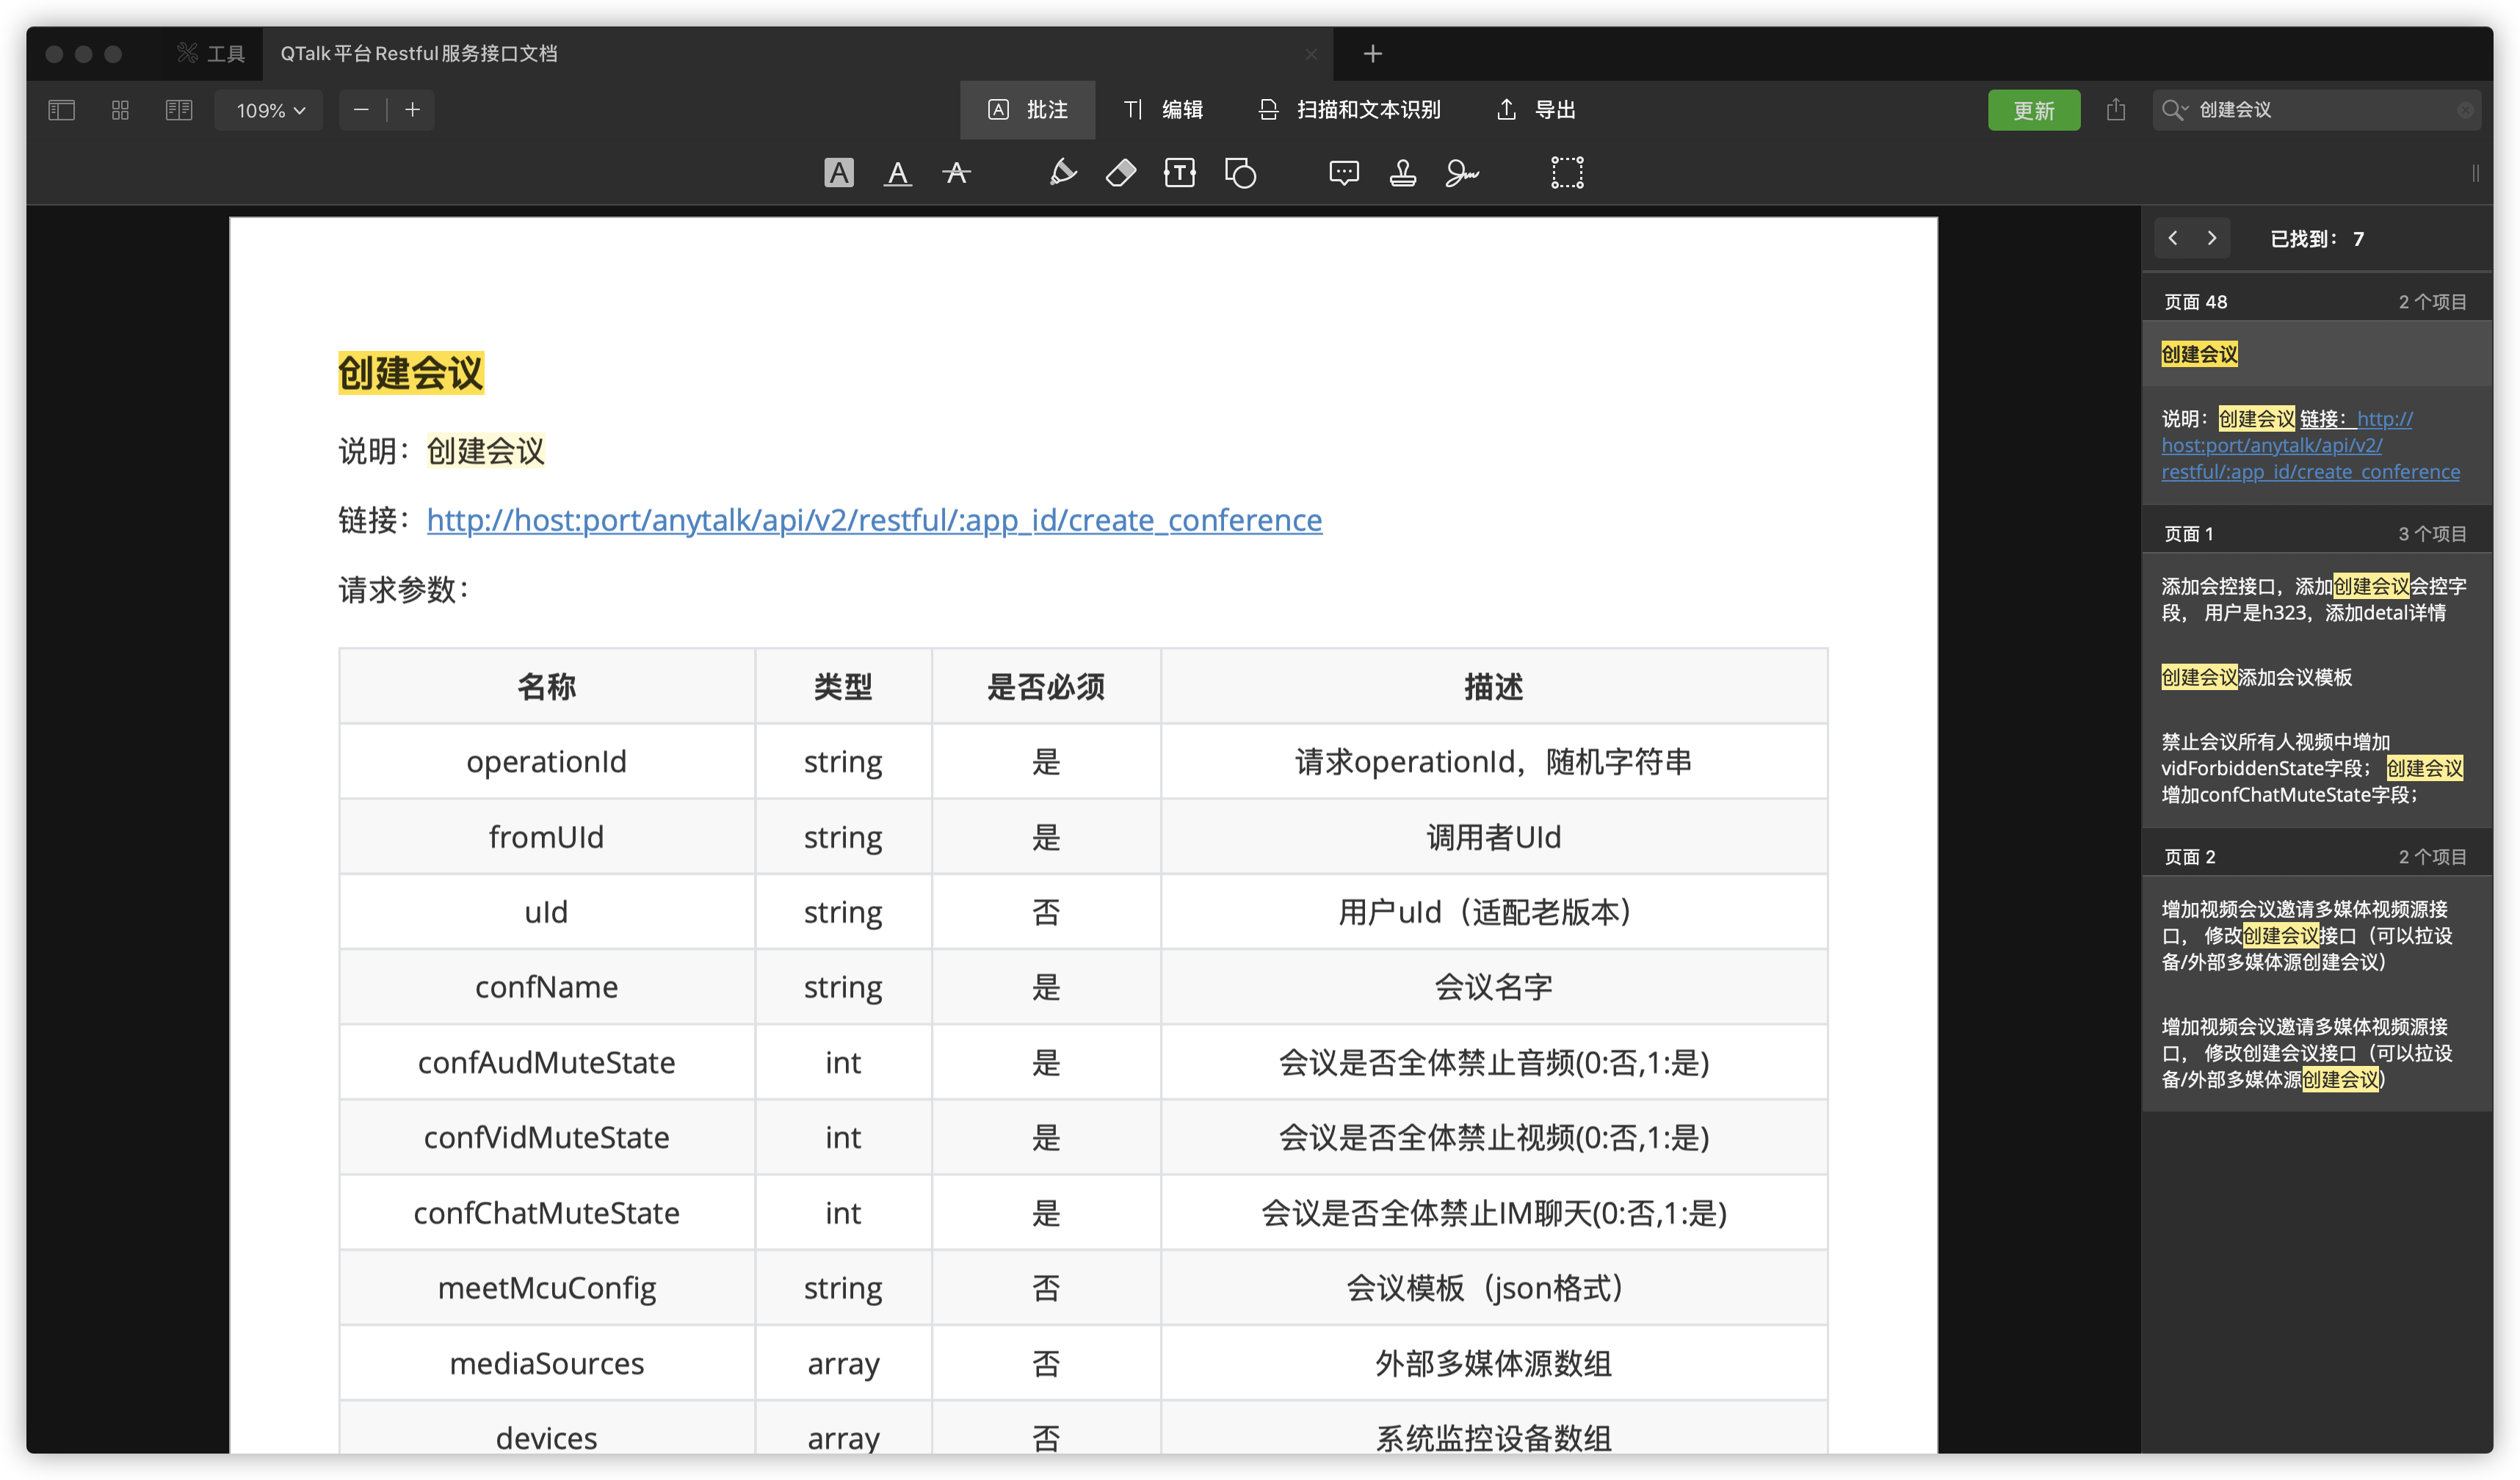 工具
QTalk平台Restful服务接口文档
109%
批注
编辑
扫描和文本识别
导出
更新
创建会议
创建会议
说明：创建会议
链接：http://host:port/anytalk/api/v2/restful/:app_id/create_conference
请求参数：
名称 类型 是否必须 描述
operationId string 是 请求operationId，随机字符串
fromUId string 是 调用者UId
uId string 否 用户uId（适配老版本）
confName string 是 会议名字
confAudMuteState int 是 会议是否全体禁止音频(0:否,1:是)
confVidMuteState int 是 会议是否全体禁止视频(0:否,1:是)
confChatMuteState int 是 会议是否全体禁止IM聊天(0:否,1:是)
meetMcuConfig string 否 会议模板（json格式）
mediaSources array 否 外部多媒体源数组
devices array 否 系统监控设备数组
已找到： 7
页面 48 2 个项目
创建会议
说明：创建会议 链接：http://
host:port/anytalk/api/v2/
restful/:app_id/create_conference
页面 1 3 个项目
添加会控接口，添加创建会议会控字
段， 用户是h323，添加detal详情
创建会议添加会议模板
禁止会议所有人视频中增加
vidForbiddenState字段； 创建会议
增加confChatMuteState字段；
页面 2 2 个项目
增加视频会议邀请多媒体视频源接
口， 修改创建会议接口（可以拉设
备/外部多媒体源创建会议）
增加视频会议邀请多媒体视频源接
口， 修改创建会议接口（可以拉设
备/外部多媒体源创建会议）